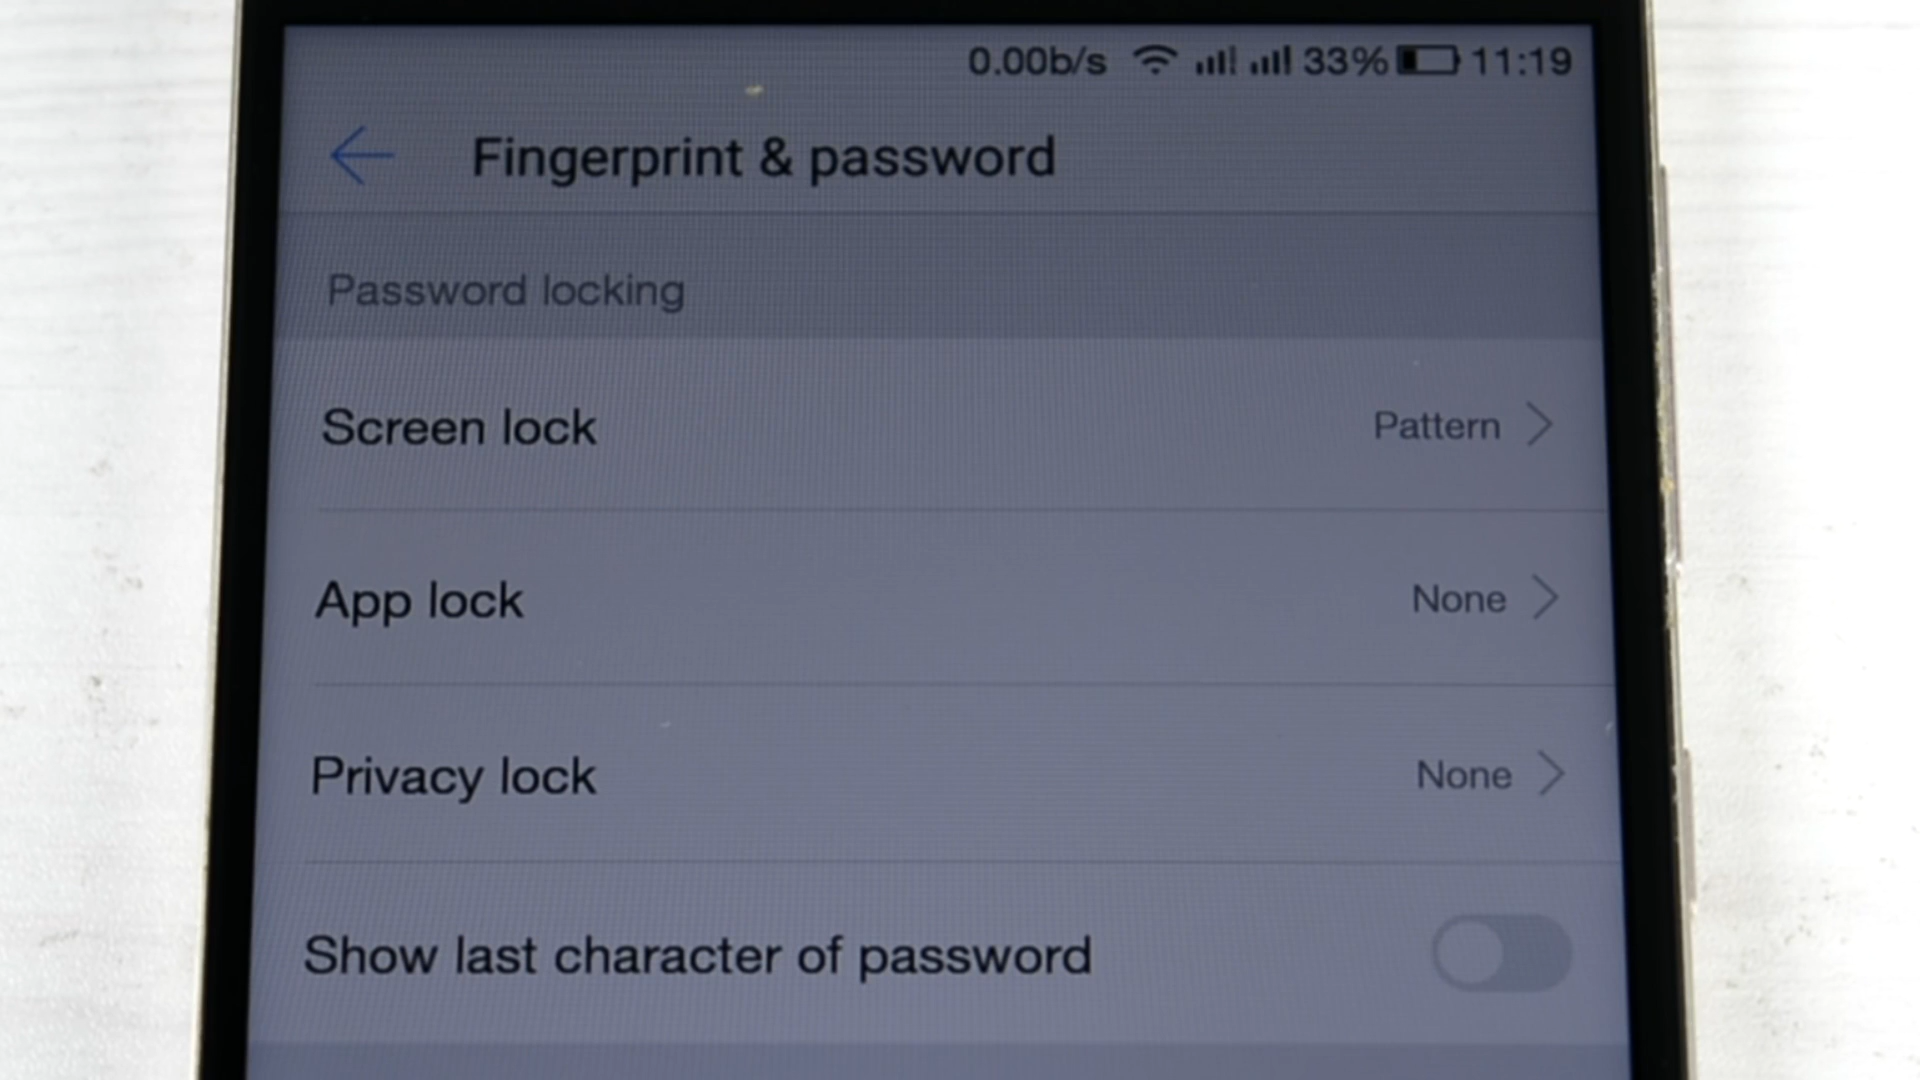 0.00b/s 33% 11:19
Fingerprint & password
Password locking
Screen lock Pattern
App lock None
Privacy lock None
Show last character of password